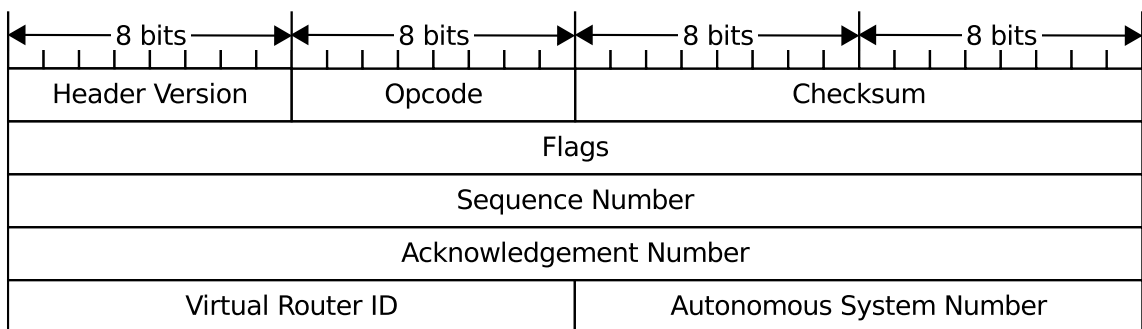 8 bits 8 bits 8 bits 8 bits
Header Version Opcode Checksum
Flags
Sequence Number
Acknowledgement Number
Virtual Router ID Autonomous System Number